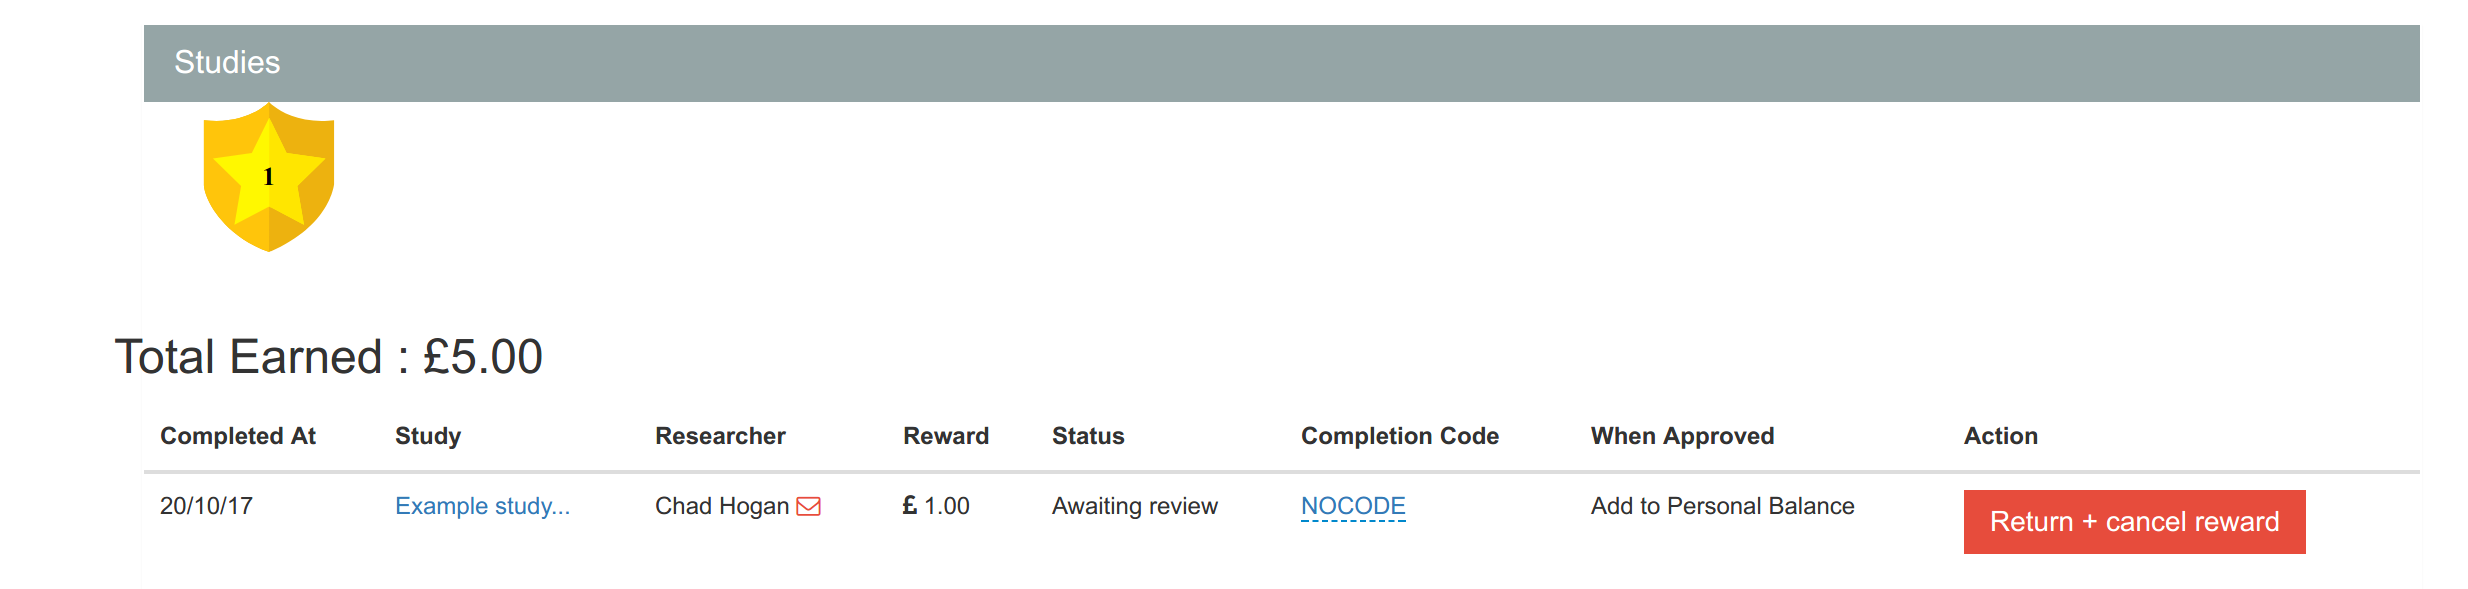 Studies
1
Total Earned : £5.00
Completed At Study Researcher Reward Status Completion Code When Approved Action
20/10/17 Example study... Chad Hogan £ 1.00 Awaiting review NOCODE Add to Personal Balance Return + cancel reward